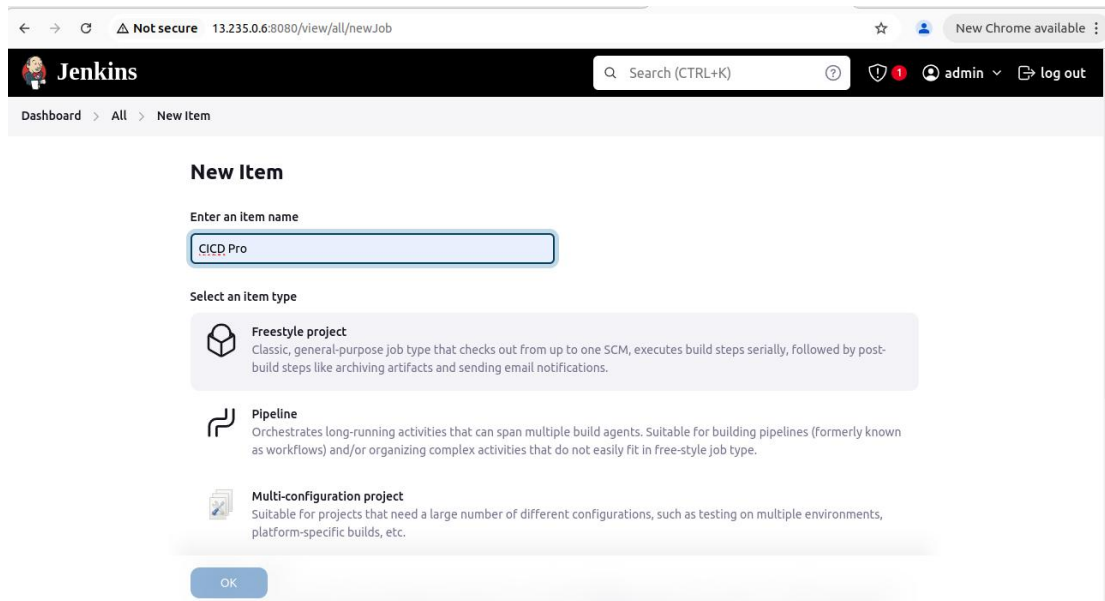 Not secure 13.235.0.6:8080/view/all/newJob
New Chrome available
Jenkins
Search (CTRL+K)
1
admin
log out
Dashboard > All > New Item
New Item
Enter an item name
CICD Pro
Select an item type
Freestyle project
Classic, general-purpose job type that checks out from up to one SCM, executes build steps serially, followed by post-
build steps like archiving artifacts and sending email notifications.
Pipeline
Orchestrates long-running activities that can span multiple build agents. Suitable for building pipelines (formerly known
as workflows) and/or organizing complex activities that do not easily fit in free-style job type.
Multi-configuration project
Suitable for projects that need a large number of different configurations, such as testing on multiple environments,
platform-specific builds, etc.
OK